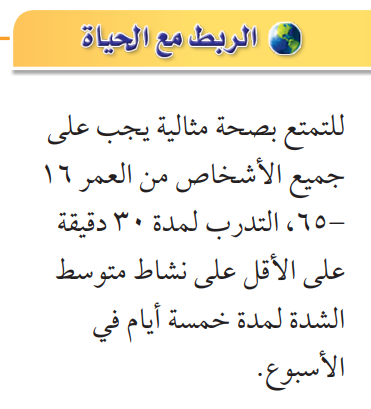 الربط مع الحياة
للتمتع بصحة مثالية يجب على
جميع الأشخاص من العمر ١٦
–٦٥، التدرب لمدة ٣٠ دقيقة
على الأقل على نشاط متوسط
الشدة لمدة خمسة أيام في
الأسبوع.